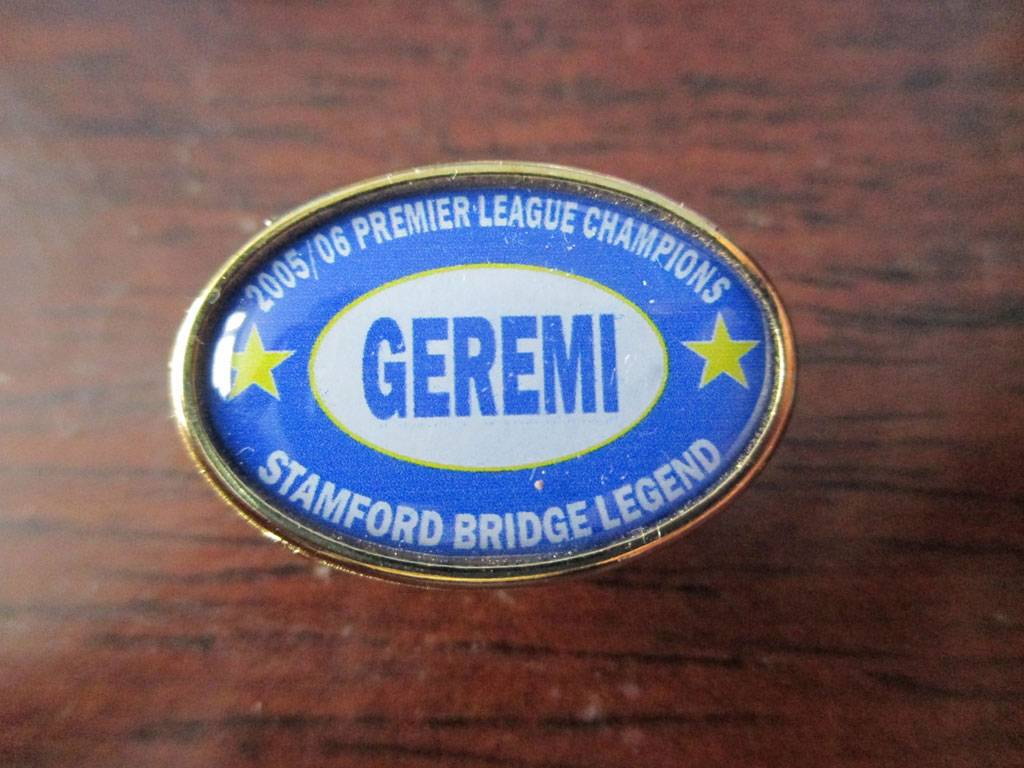 2005/06 PREMIER LEAGUE CHAMPIONS
GEREMI
STAMFORD BRIDGE LEGEND